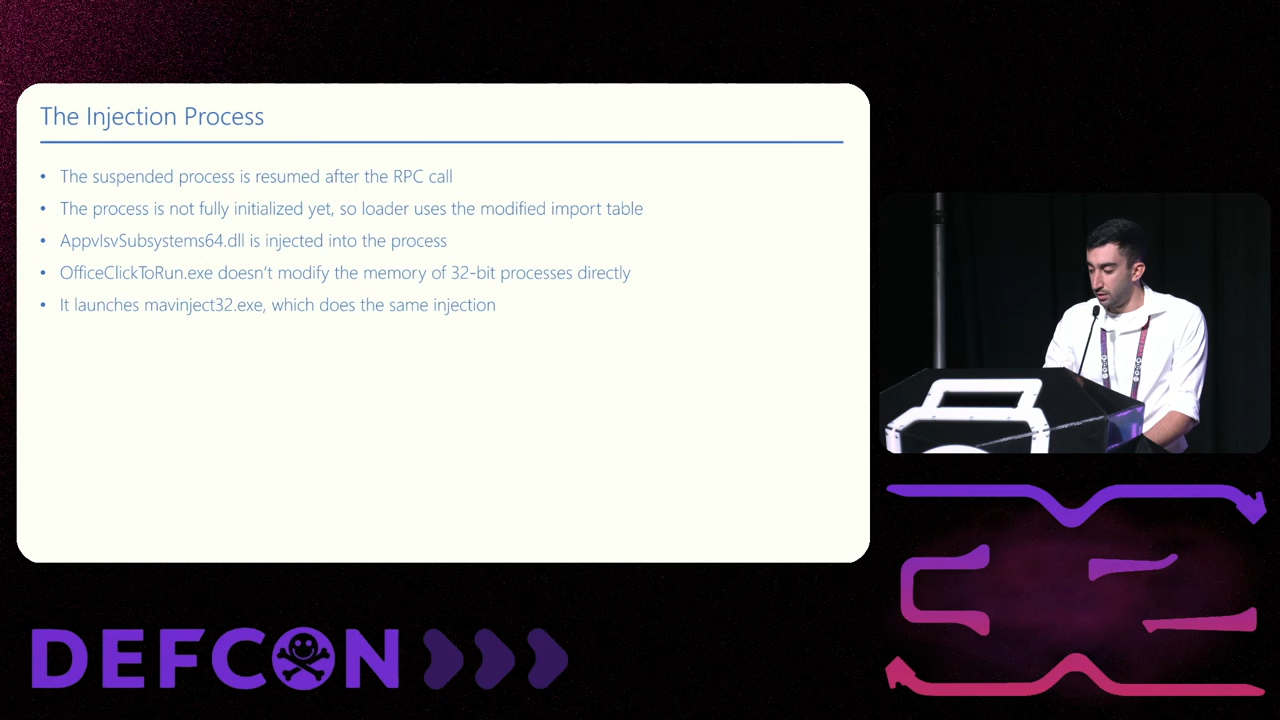 The Injection Process
• The suspended process is resumed after the RPC call
• The process is not fully initialized yet, so loader uses the modified import table
• AppvIsvSubsystems64.dll is injected into the process
• OfficeClickToRun.exe doesn't modify the memory of 32-bit processes directly
• It launches mavinject32.exe, which does the same injection
DEFCON